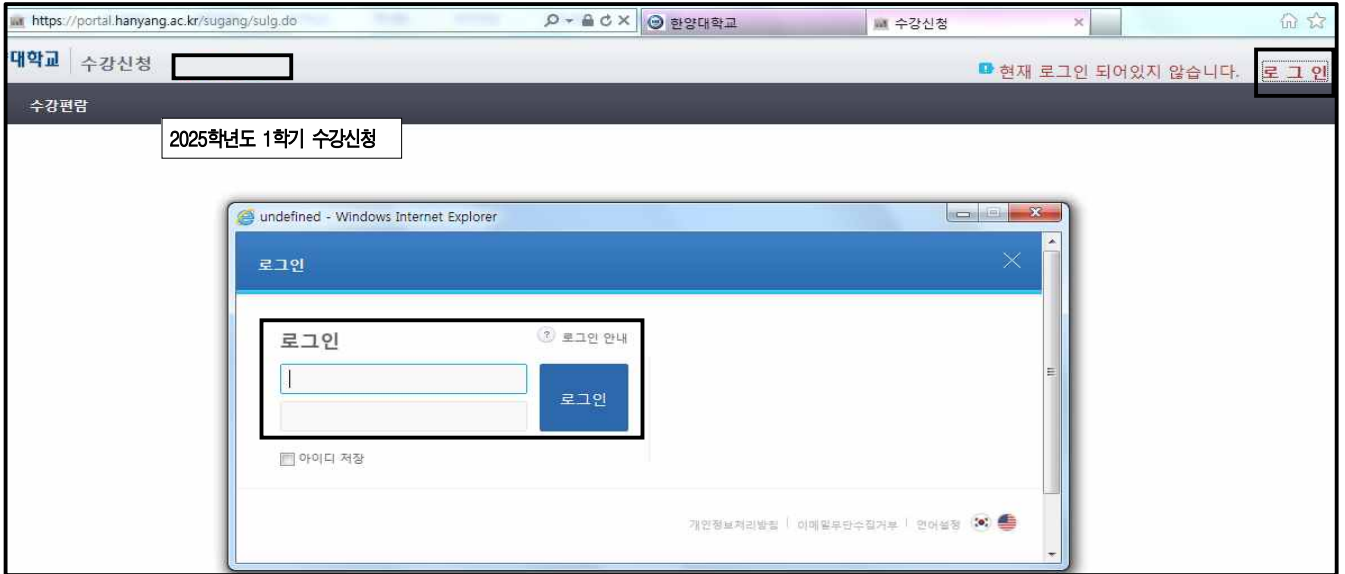 https://portal.hanyang.ac.kr/sugang/sulg.do 한양대학교 수강신청
대학교 수강신청 현재 로그인 되어있지 않습니다. 로그인
수강편람
2025학년도 1학기 수강신청
undefined - Windows Internet Explorer
로그인
로그인 로그인 안내
로그인
아이디 저장
개인정보처리방침 이메일무단수집거부 언어설정